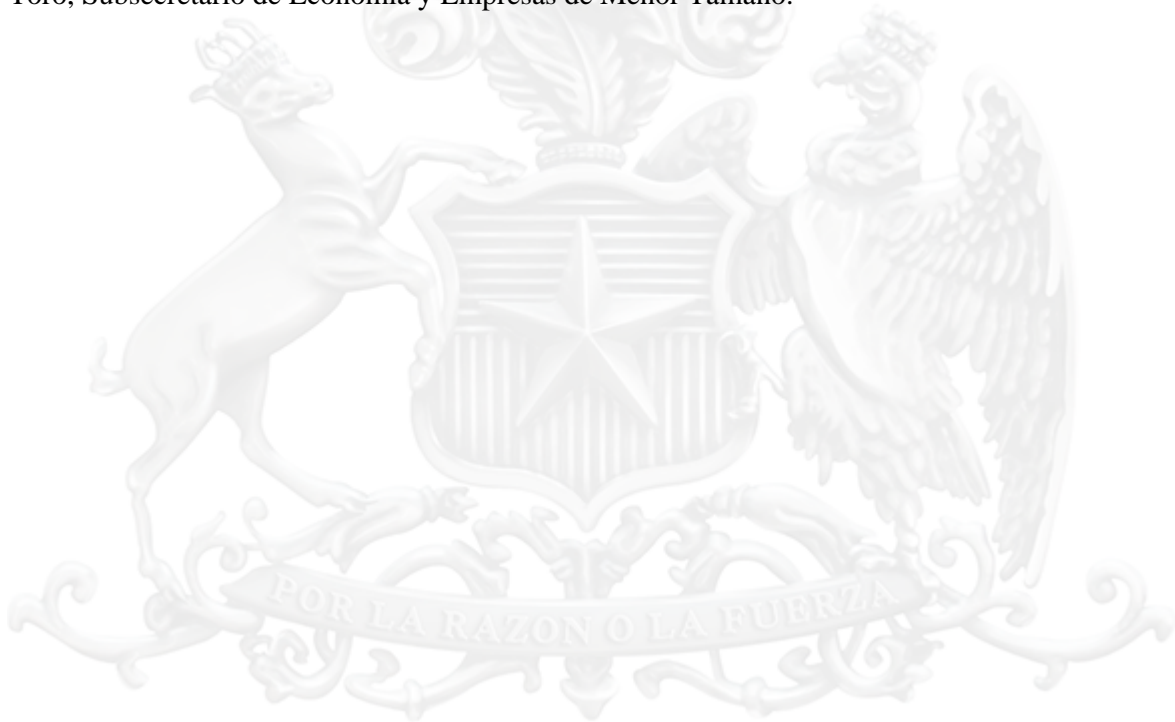 Toro, Subsecretario de Economía y Empresas de Menor Tamaño.
POR LA RAZON O LA FUERZA